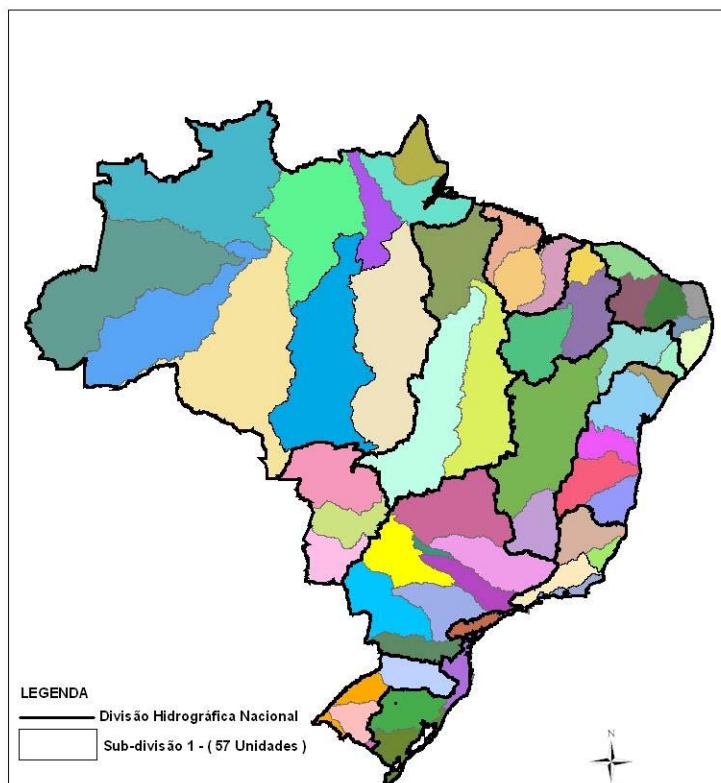 N
LEGENDA
Divisão Hidrográfica Nacional
Sub-divisão 1 - ( 57 Unidades )